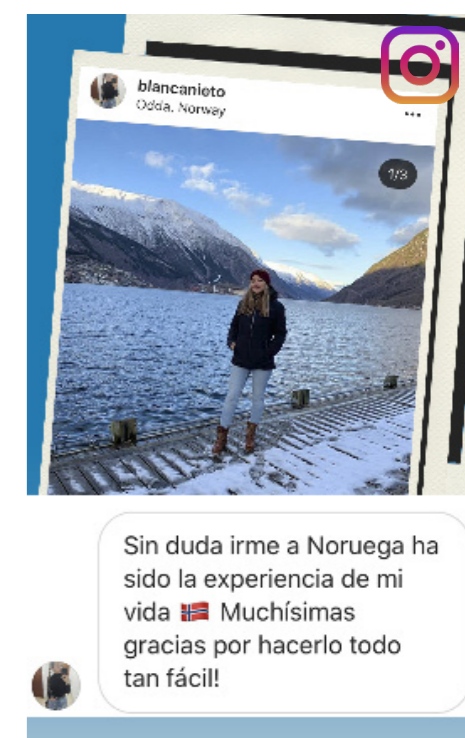 blancanieto
Odda, Norway
1/3
Sin duda irme a Noruega ha
sido la experiencia de mi
vida 🇳🇴 Muchísimas
gracias por hacerlo todo
tan fácil!